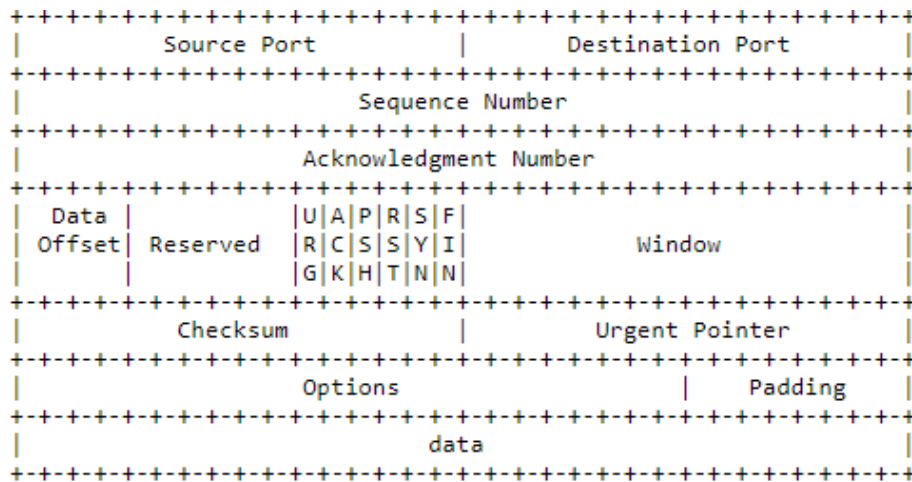 +-+-+-+-+-+-+-+-+-+-+-+-+-+-+-+-+-+-+-+-+-+-+-+-+-+-+-+-+-+-+-+-+
|          Source Port          |       Destination Port        |
+-+-+-+-+-+-+-+-+-+-+-+-+-+-+-+-+-+-+-+-+-+-+-+-+-+-+-+-+-+-+-+-+
|                        Sequence Number                        |
+-+-+-+-+-+-+-+-+-+-+-+-+-+-+-+-+-+-+-+-+-+-+-+-+-+-+-+-+-+-+-+-+
|                    Acknowledgment Number                      |
+-+-+-+-+-+-+-+-+-+-+-+-+-+-+-+-+-+-+-+-+-+-+-+-+-+-+-+-+-+-+-+-+
|  Data |           |U|A|P|R|S|F|                               |
| Offset| Reserved  |R|C|S|S|Y|I|            Window             |
|       |           |G|K|H|T|N|N|                               |
+-+-+-+-+-+-+-+-+-+-+-+-+-+-+-+-+-+-+-+-+-+-+-+-+-+-+-+-+-+-+-+-+
|           Checksum            |         Urgent Pointer        |
+-+-+-+-+-+-+-+-+-+-+-+-+-+-+-+-+-+-+-+-+-+-+-+-+-+-+-+-+-+-+-+-+
|                    Options                    |    Padding    |
+-+-+-+-+-+-+-+-+-+-+-+-+-+-+-+-+-+-+-+-+-+-+-+-+-+-+-+-+-+-+-+-+
|                             data                              |
+-+-+-+-+-+-+-+-+-+-+-+-+-+-+-+-+-+-+-+-+-+-+-+-+-+-+-+-+-+-+-+-+